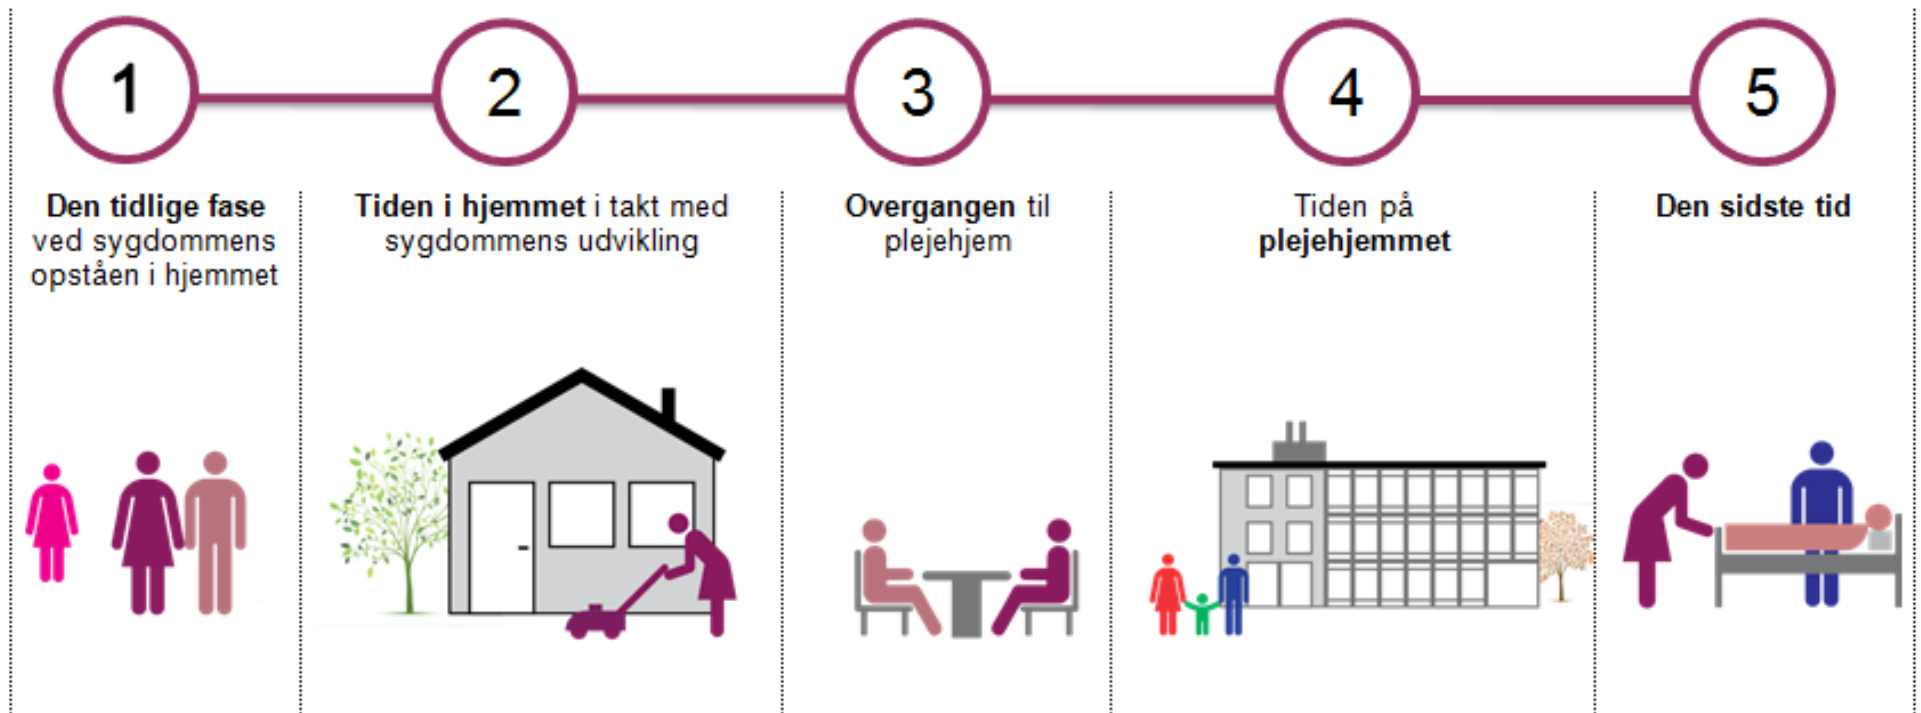 1
2
3
4
5
Den tidlige fase
ved sygdommens
opståen i hjemmet
Tiden i hjemmet i takt med
sygdommens udvikling
Overgangen til
plejehjem
Tiden på
plejehjemmet
Den sidste tid